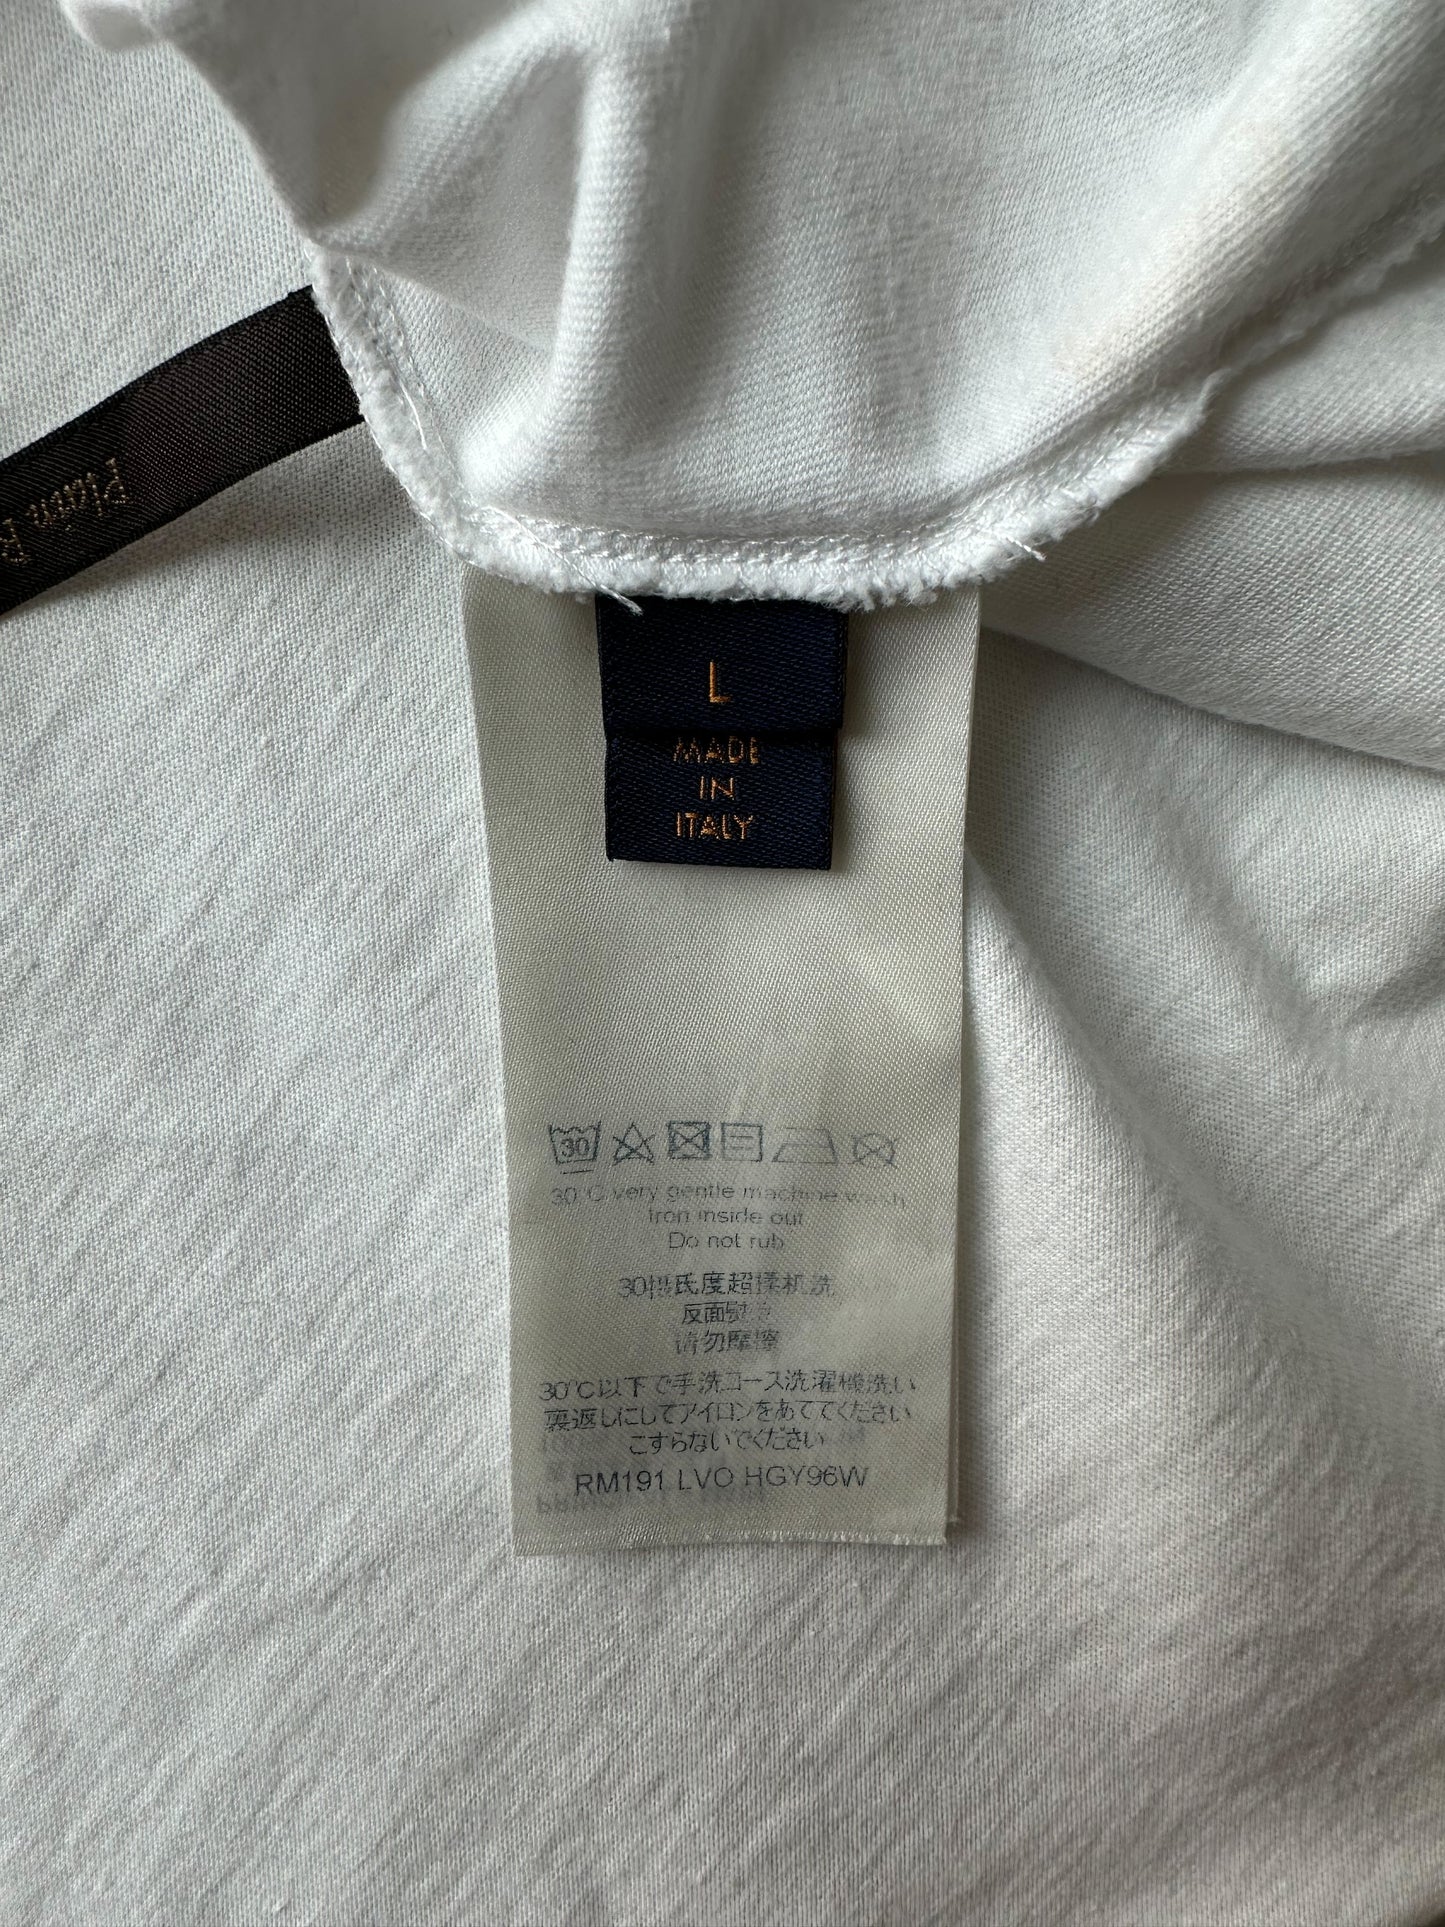 Plain R
L
MADE
IN
ITALY
30
30°C very gentle machine wash
Iron inside out
Do not rub
30摄氏度超揉机洗
反面熨
请勿摩擦
30℃以下で手洗コース洗濯機洗い
裏返しにしてアイロンをあててください
こすらないでください
RM191 LVO HGY96W